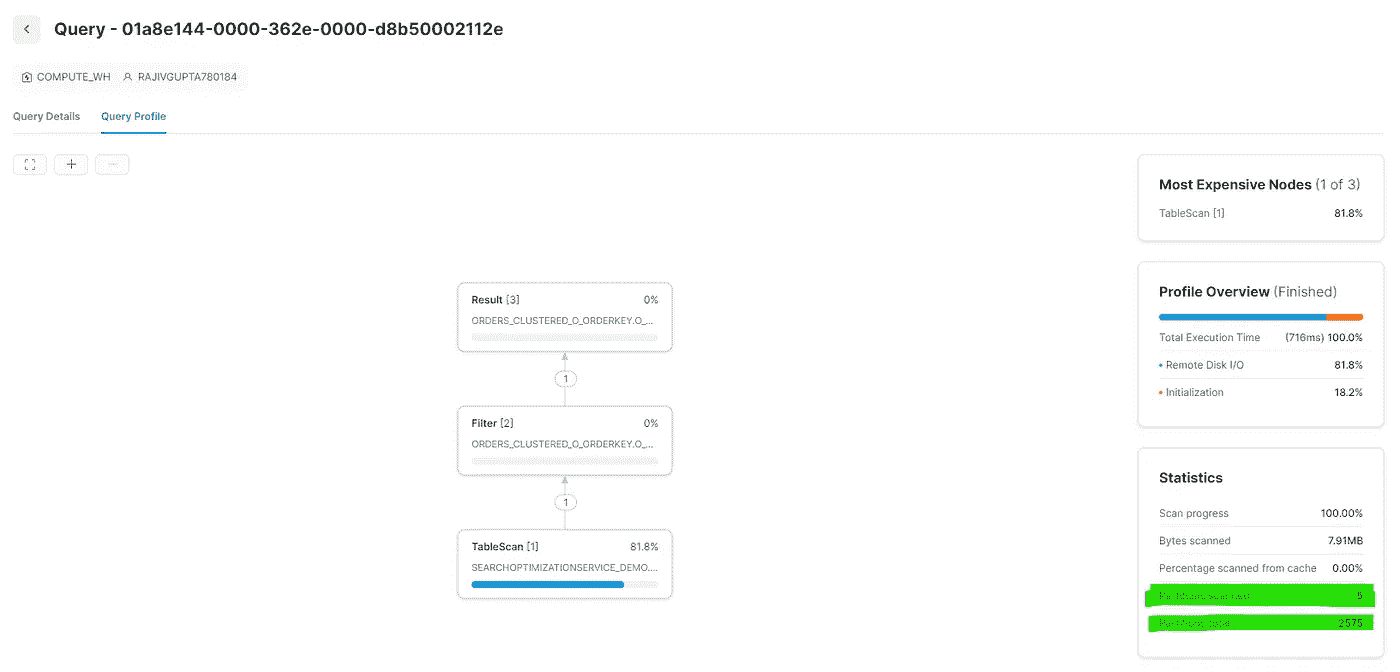 Query - 01a8e144-0000-362e-0000-d8b50002112e
COMPUTE_WH RAJIVGUPTA780184
Query Details Query Profile
Most Expensive Nodes (1 of 3)
TableScan [1] 81.8%
Profile Overview (Finished)
Total Execution Time (716ms) 100.0%
Remote Disk I/O 81.8%
Initialization 18.2%
Statistics
Scan progress 100.00%
Bytes scanned 7.91MB
Percentage scanned from cache 0.00%
Partitions scanned 5
Partitions total 2575
Result [3] 0%
ORDERS_CLUSTERED_O_ORDERKEY.O_...
1
Filter [2] 0%
ORDERS_CLUSTERED_O_ORDERKEY.O_...
1
TableScan [1] 81.8%
SEARCHOPTIMIZATIONSERVICE_DEMO....